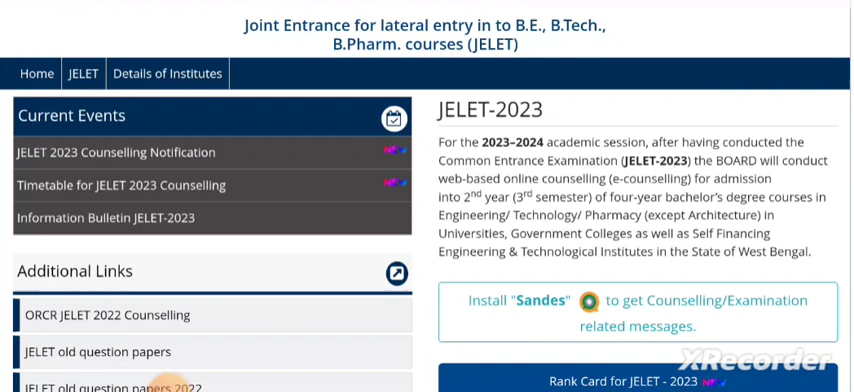 Joint Entrance for lateral entry in to B.E., B.Tech.,
B.Pharm. courses (JELET)
Home
JELET
Details of Institutes
Current Events
JELET 2023 Counselling Notification
Timetable for JELET 2023 Counselling
Information Bulletin JELET-2023
Additional Links
ORCR JELET 2022 Counselling
JELET old question papers
JELET old question papers 2022
JELET-2023
For the 2023–2024 academic session, after having conducted the
Common Entrance Examination (JELET-2023) the BOARD will conduct
web-based online counselling (e-counselling) for admission
into 2nd year (3rd semester) of four-year bachelor's degree courses in
Engineering/ Technology/ Pharmacy (except Architecture) in
Universities, Government Colleges as well as Self Financing
Engineering & Technological Institutes in the State of West Bengal.
Install "Sandes" to get Counselling/Examination
related messages.
Rank Card for JELET - 2023
XRecorder